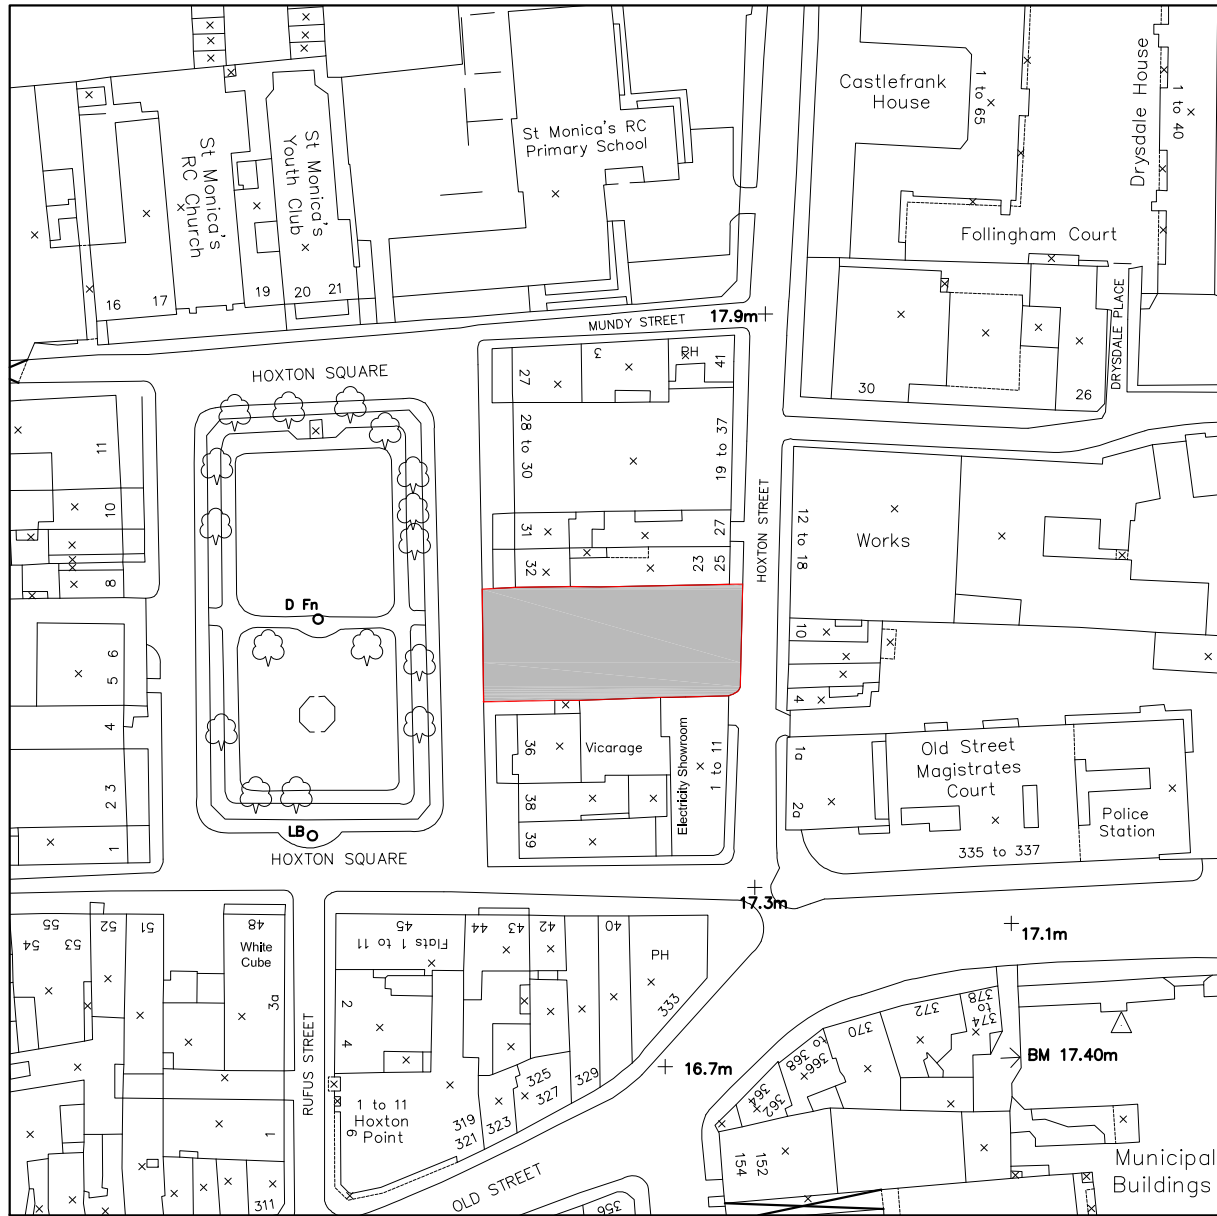 Castlefrank
House
1 to 65
Drysdale House
1 to 40
St Monica's RC
Primary School
St Monica's
RC Church
St Monica's
Youth Club
Follingham Court
16
17
19
20
21
MUNDY STREET
17.9m
DRYSDALE PLACE
30
26
HOXTON SQUARE
27
3
PH
41
28 to 30
19 to 37
11
10
8
31
27
32
23
25
HOXTON STREET
12 to 18
Works
D Fn
10
4
6
5
4
2 3
1
36
Vicarage
38
39
Electricity Showroom
1 to 11
1a
2a
Old Street
Magistrates
Court
Police
Station
335 to 337
LB
HOXTON SQUARE
17.3m
17.1m
55
54
53
52
51
48
White
Cube
3a
45
Flats 1 to 11
44
43
42
40
PH
333
2
4
6
RUFUS STREET
1 to 11
Hoxton
Point
319
321
323
325
327
329
16.7m
BM 17.40m
378
to
374
372
370
368
to
366
364
362
154
152
1
311
OLD STREET
356
Municipal
Buildings